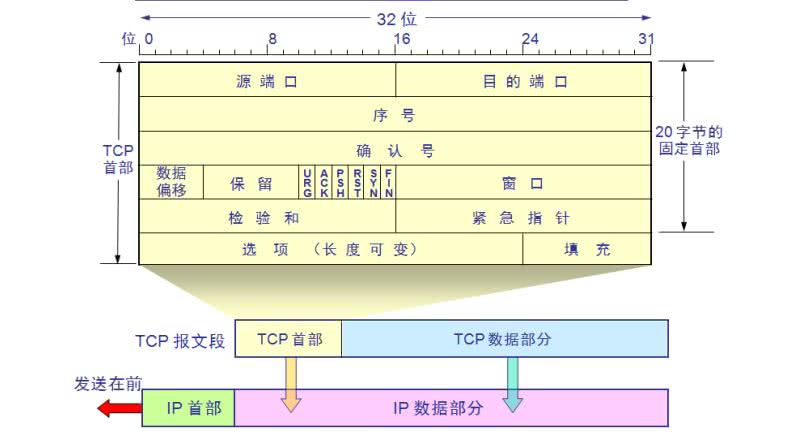 32 位
位 0 8 16 24 31
源 端 口 目 的 端 口
序 号
TCP
首部
20 字节的
固定首部
确 认 号
数据
偏移
保 留
URG
ACK
PSH
RST
SYN
FIN
窗 口
检 验 和 紧 急 指 针
选 项 （长 度 可 变） 填 充
TCP 报文段 TCP 首部 TCP 数据部分
发送在前
IP 首部 IP 数据部分